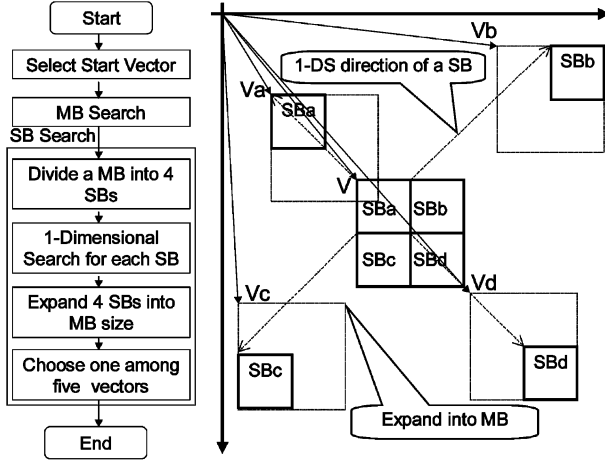 Start
Select Start Vector
MB Search
SB Search
Divide a MB into 4
SBs
1-Dimensional
Search for each SB
Expand 4 SBs into
MB size
Choose one among
five vectors
End
Vb
1-DS direction of a SB
SBb
Va
SBa
V
SBa
SBb
SBc
SBd
Vc
Vd
SBc
SBd
Expand into MB